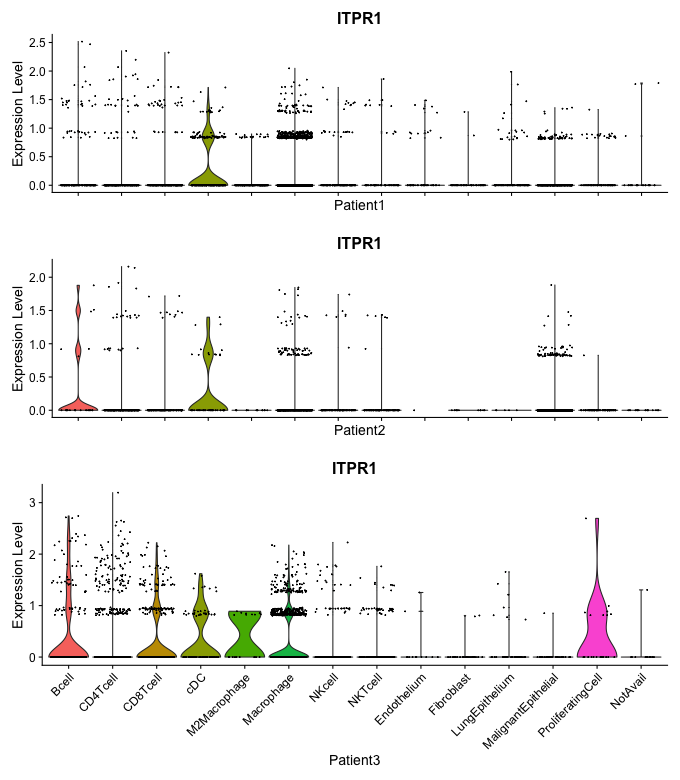 ITPR1
Expression Level
2.5
2.0
1.5
1.0
0.5
0.0
Patient1
ITPR1
Expression Level
2.0
1.5
1.0
0.5
0.0
Patient2
ITPR1
Expression Level
3
2
1
0
Bcell
CD4Tcell
CD8Tcell
cDC
M2Macrophage
Macrophage
NKcell
NKTcell
Endothelium
Fibroblast
LungEpithelium
MalignantEpithelial
ProliferatingCell
NotAvail
Patient3